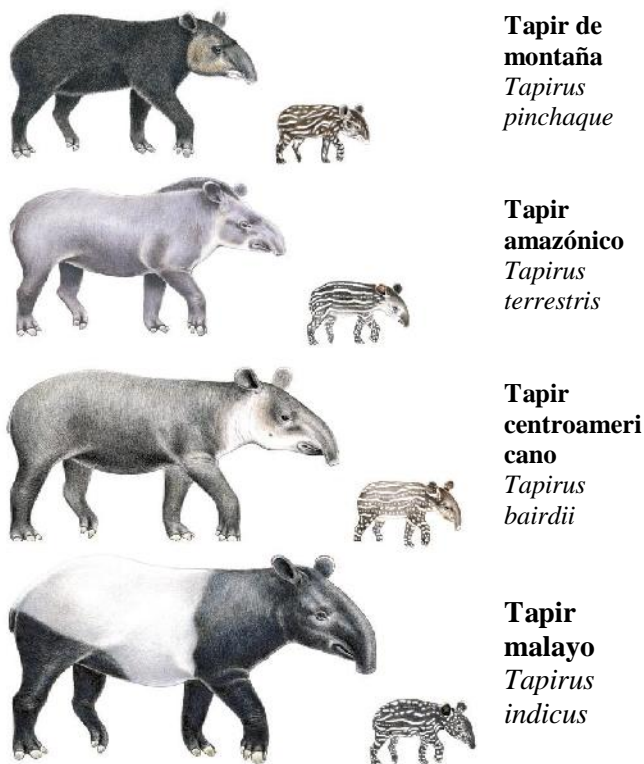 Tapir de
montaña
Tapirus
pinchaque
Tapir
amazónico
Tapirus
terrestris
Tapir
centroameri
cano
Tapirus
bairdii
Tapir
malayo
Tapirus
indicus